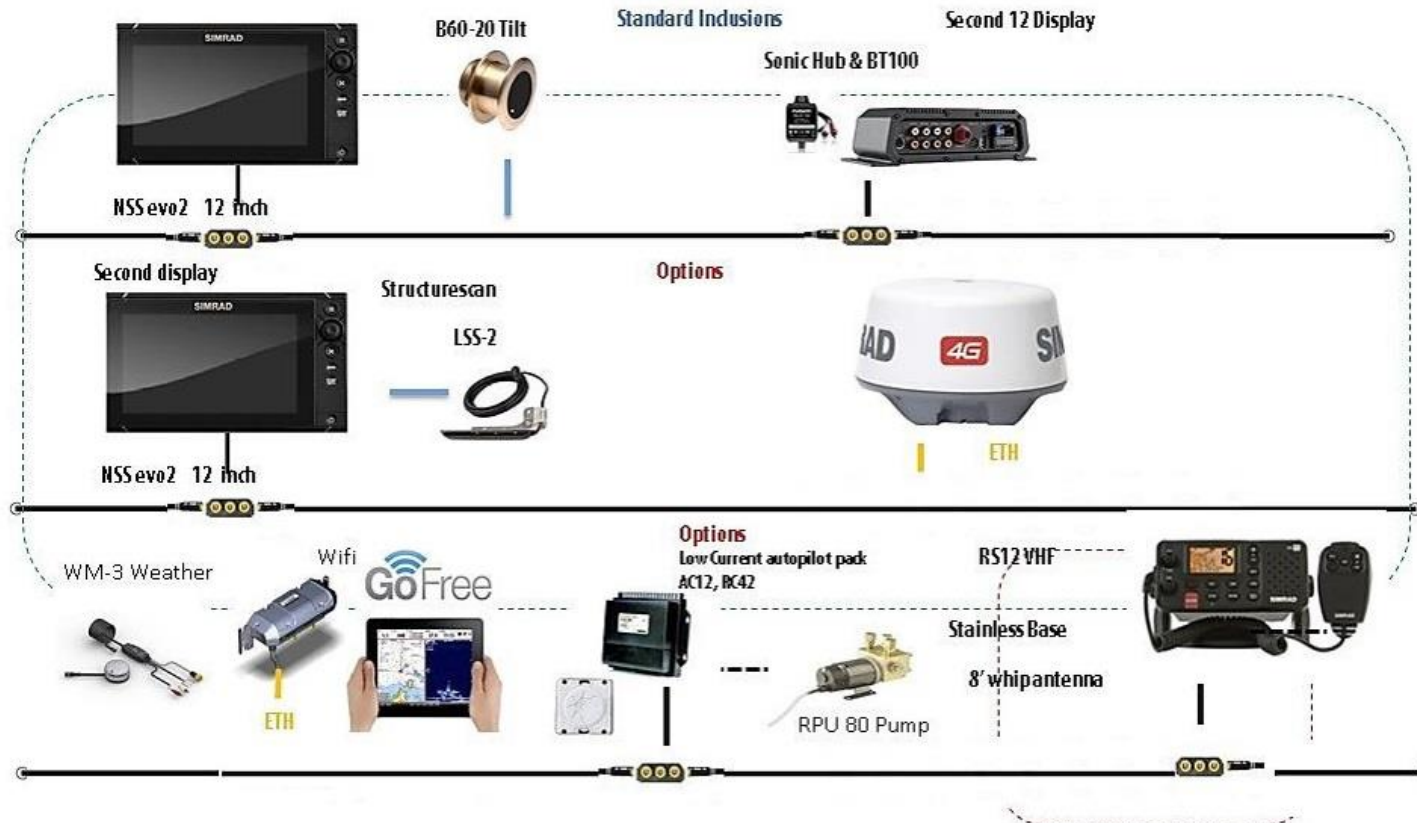 Standard Inclusions
Second 12 Display
B60-20 Tilt
Sonic Hub & BT100
SIMRAD
NSS evo2 12 inch
Second display
Options
Structurescan
SIMRAD
LSS-2
RAD
4G
SIM
ETH
NSS evo2 12 inch
Options
Low Current autopilot pack
AC12, RC42
RS12 VHF
WM-3 Weather
Wifi
GoFree
SIMRAD
Stainless Base
8' whip antenna
ETH
RPU 80 Pump